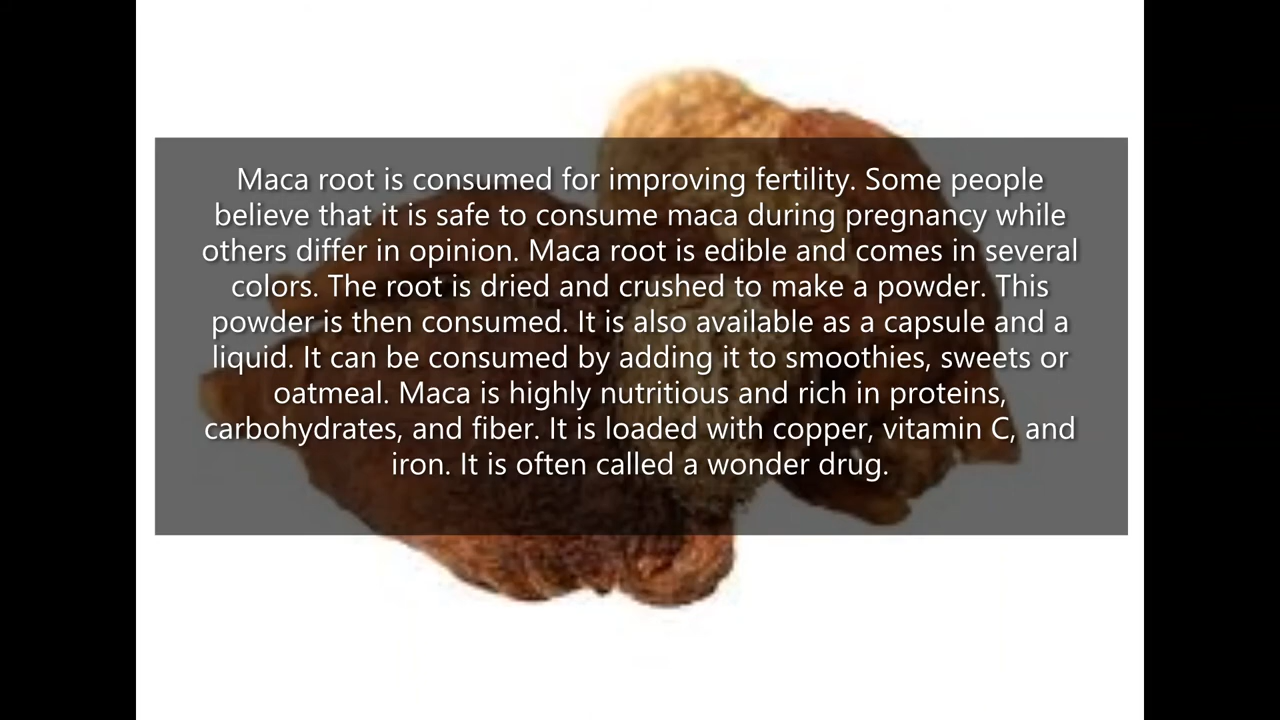 Maca root is consumed for improving fertility. Some people
believe that it is safe to consume maca during pregnancy while
others differ in opinion. Maca root is edible and comes in several
colors. The root is dried and crushed to make a powder. This
powder is then consumed. It is also available as a capsule and a
liquid. It can be consumed by adding it to smoothies, sweets or
oatmeal. Maca is highly nutritious and rich in proteins,
carbohydrates, and fiber. It is loaded with copper, vitamin C, and
iron. It is often called a wonder drug.